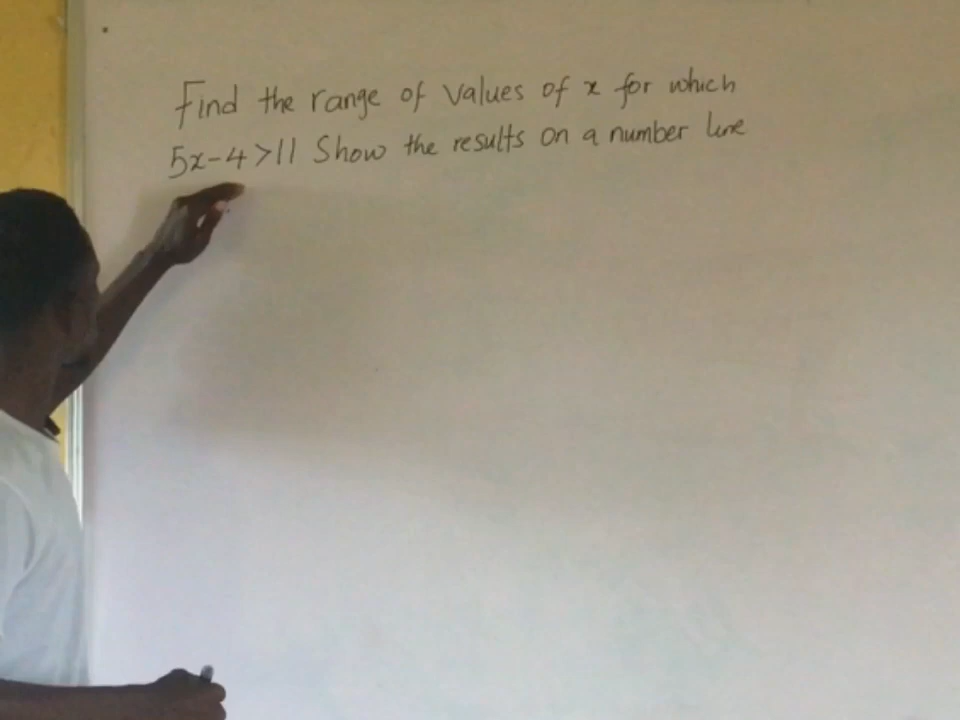 Find the range of values of x for which
5x-4>11 Show the results on a number line